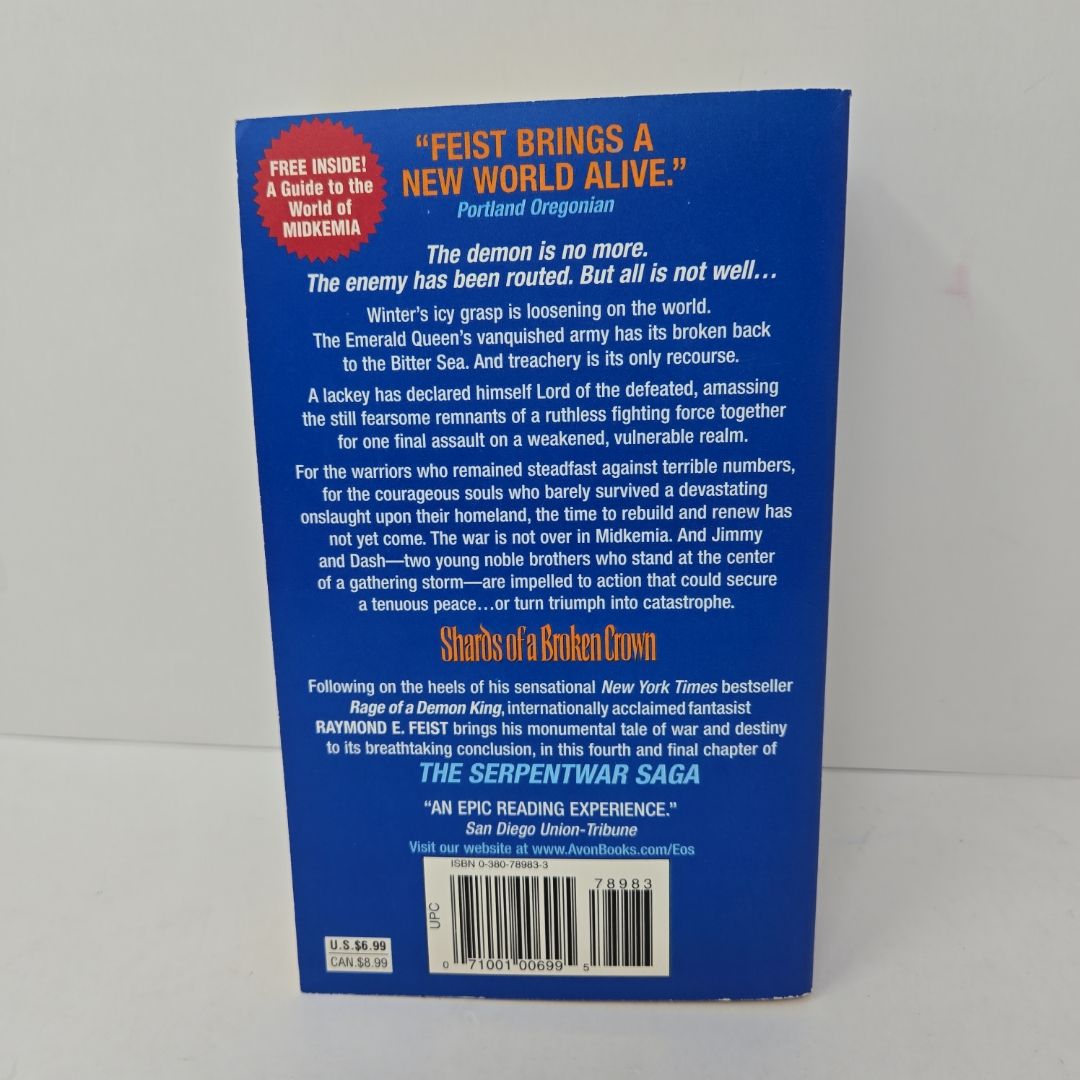 FREE INSIDE!
A Guide to the
World of
MIDKEMIA
“FEIST BRINGS A
NEW WORLD ALIVE.”
Portland Oregonian
The demon is no more.
The enemy has been routed. But all is not well...
Winter’s icy grasp is loosening on the world.
The Emerald Queen’s vanquished army has its broken back
to the Bitter Sea. And treachery is its only recourse.
A lackey has declared himself Lord of the defeated, amassing
the still fearsome remnants of a ruthless fighting force together
for one final assault on a weakened, vulnerable realm.
For the warriors who remained steadfast against terrible numbers,
for the courageous souls who barely survived a devastating
onslaught upon their homeland, the time to rebuild and renew has
not yet come. The war is not over in Midkemia. And Jimmy
and Dash—two young noble brothers who stand at the center
of a gathering storm—are impelled to action that could secure
a tenuous peace...or turn triumph into catastrophe.
Shards of a Broken Crown
Following on the heels of his sensational New York Times bestseller
Rage of a Demon King, internationally acclaimed fantasist
RAYMOND E. FEIST brings his monumental tale of war and destiny
to its breathtaking conclusion, in this fourth and final chapter of
THE SERPENTWAR SAGA
“AN EPIC READING EXPERIENCE.”
San Diego Union-Tribune
Visit our website at www.AvonBooks.com/Eos
ISBN 0-380-78983-3
78983
UPC
0 71001 00699 5
U.S.$6.99
CAN.$8.99